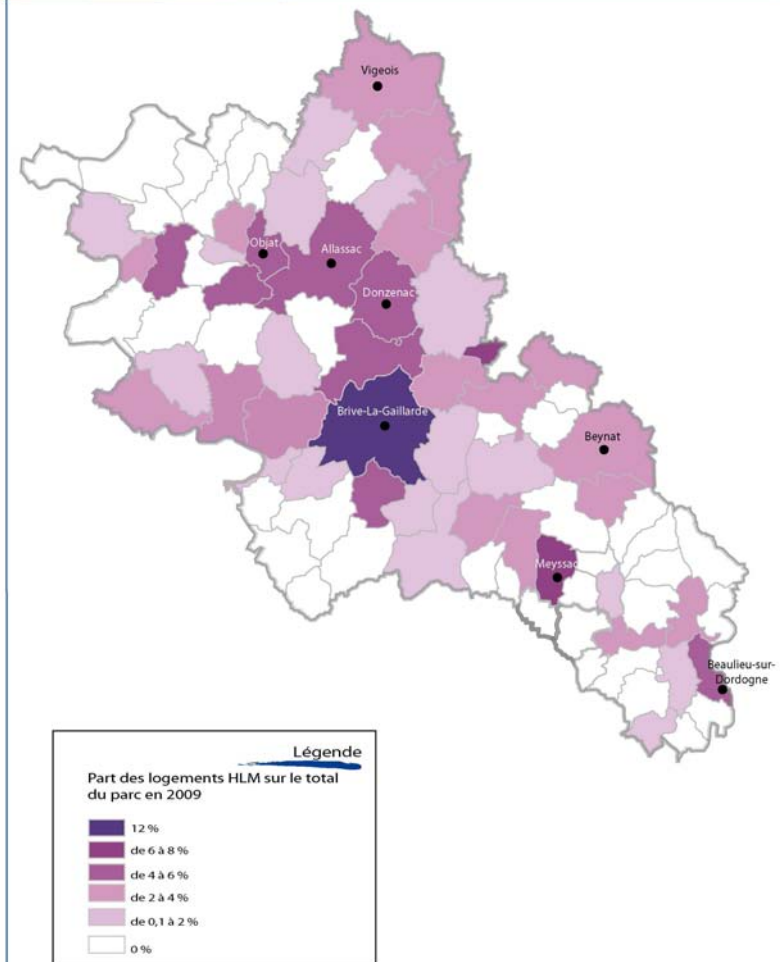 Vigeois
Objat
Allassac
Donzenac
Brive-La-Gaillarde
Beynat
Meyssac
Beaulieu-sur-
Dordogne
Légende
Part des logements HLM sur le total
du parc en 2009
12 %
de 6 à 8 %
de 4 à 6 %
de 2 à 4 %
de 0,1 à 2 %
0 %